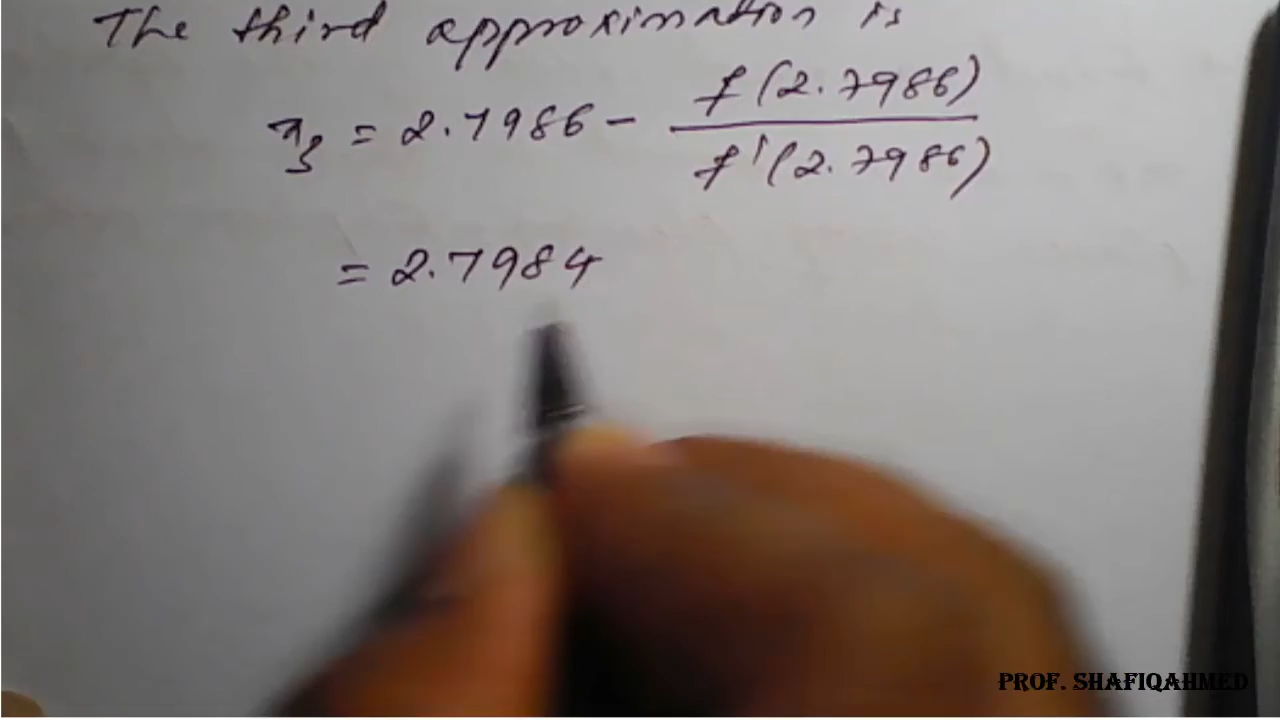 The third approximation is
x₃ = 2.7986 - f(2.7986) / f'(2.7986)
= 2.7984
PROF. SHAFIQAHMED